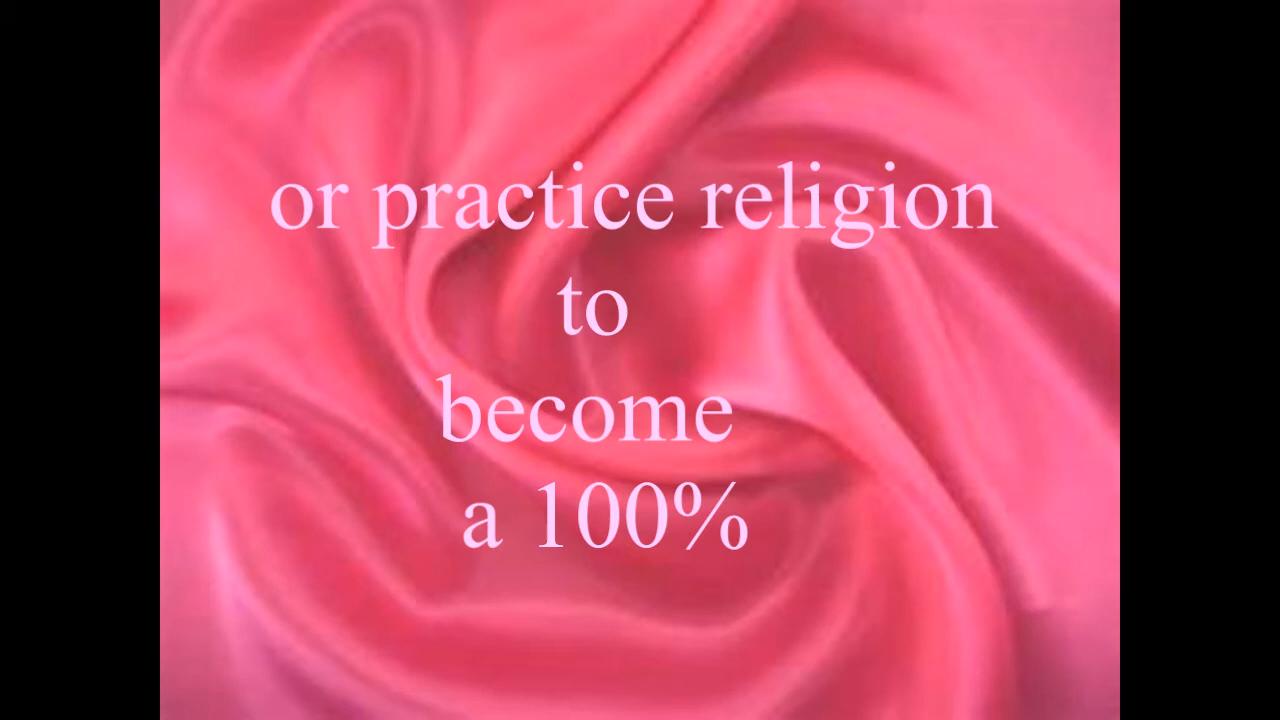 or practice religion
to
become
a 100%